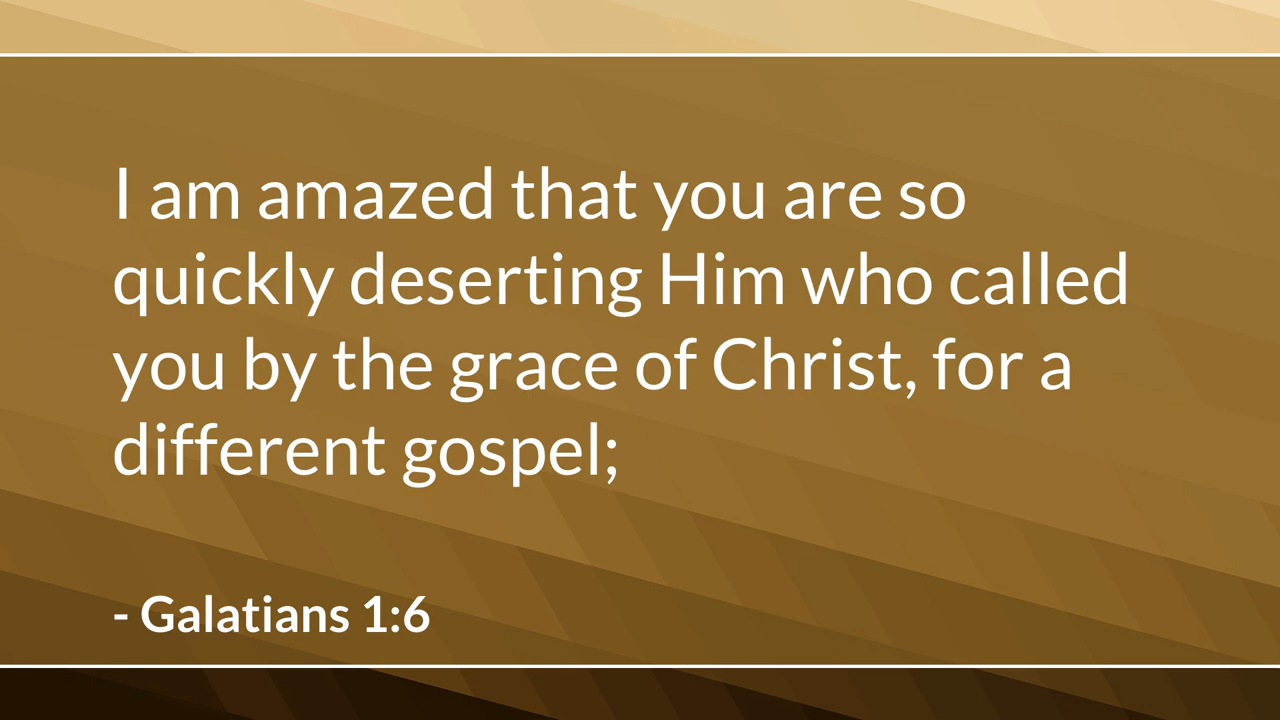 I am amazed that you are so
quickly deserting Him who called
you by the grace of Christ, for a
different gospel;
- Galatians 1:6